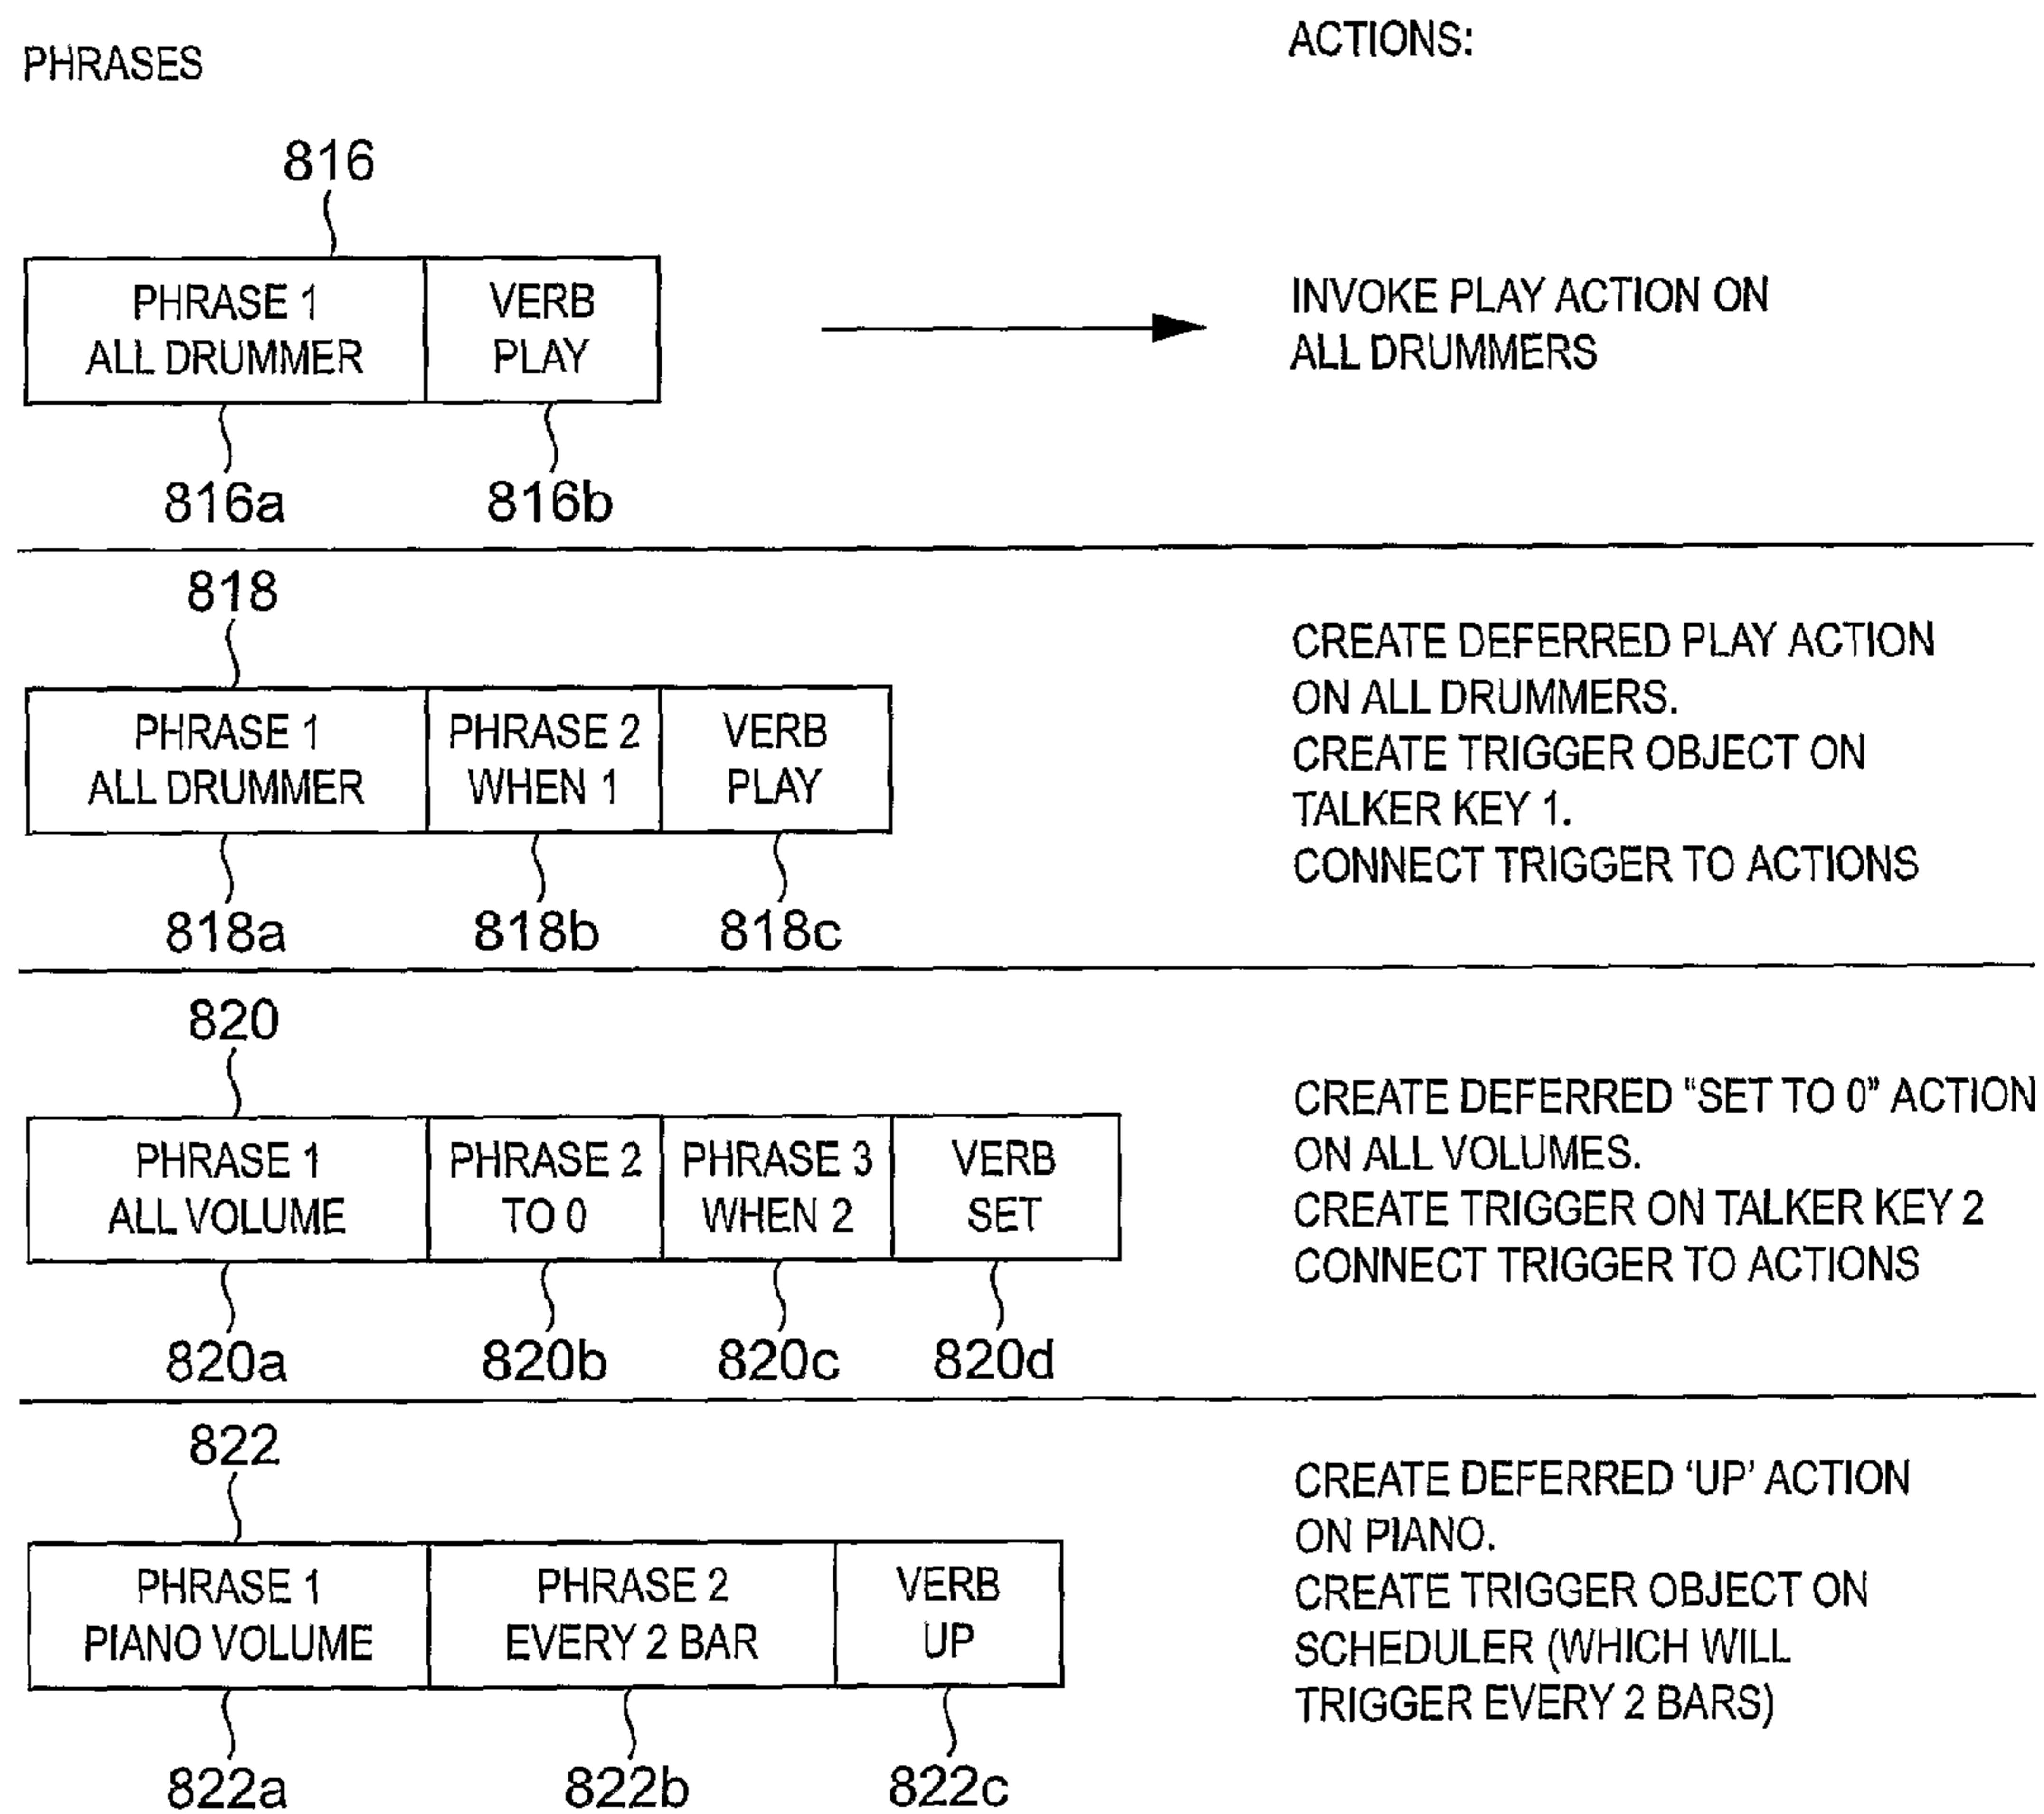 PHRASES
ACTIONS:
816
PHRASE 1
ALL DRUMMER
VERB
PLAY
816a
816b
INVOKE PLAY ACTION ON
ALL DRUMMERS
818
PHRASE 1
ALL DRUMMER
PHRASE 2
WHEN 1
VERB
PLAY
818a
818b
818c
CREATE DEFERRED PLAY ACTION
ON ALL DRUMMERS.
CREATE TRIGGER OBJECT ON
TALKER KEY 1.
CONNECT TRIGGER TO ACTIONS
820
PHRASE 1
ALL VOLUME
PHRASE 2
TO 0
PHRASE 3
WHEN 2
VERB
SET
820a
820b
820c
820d
CREATE DEFERRED "SET TO 0" ACTION
ON ALL VOLUMES.
CREATE TRIGGER ON TALKER KEY 2
CONNECT TRIGGER TO ACTIONS
822
PHRASE 1
PIANO VOLUME
PHRASE 2
EVERY 2 BAR
VERB
UP
822a
822b
822c
CREATE DEFERRED 'UP' ACTION
ON PIANO.
CREATE TRIGGER OBJECT ON
SCHEDULER (WHICH WILL
TRIGGER EVERY 2 BARS)